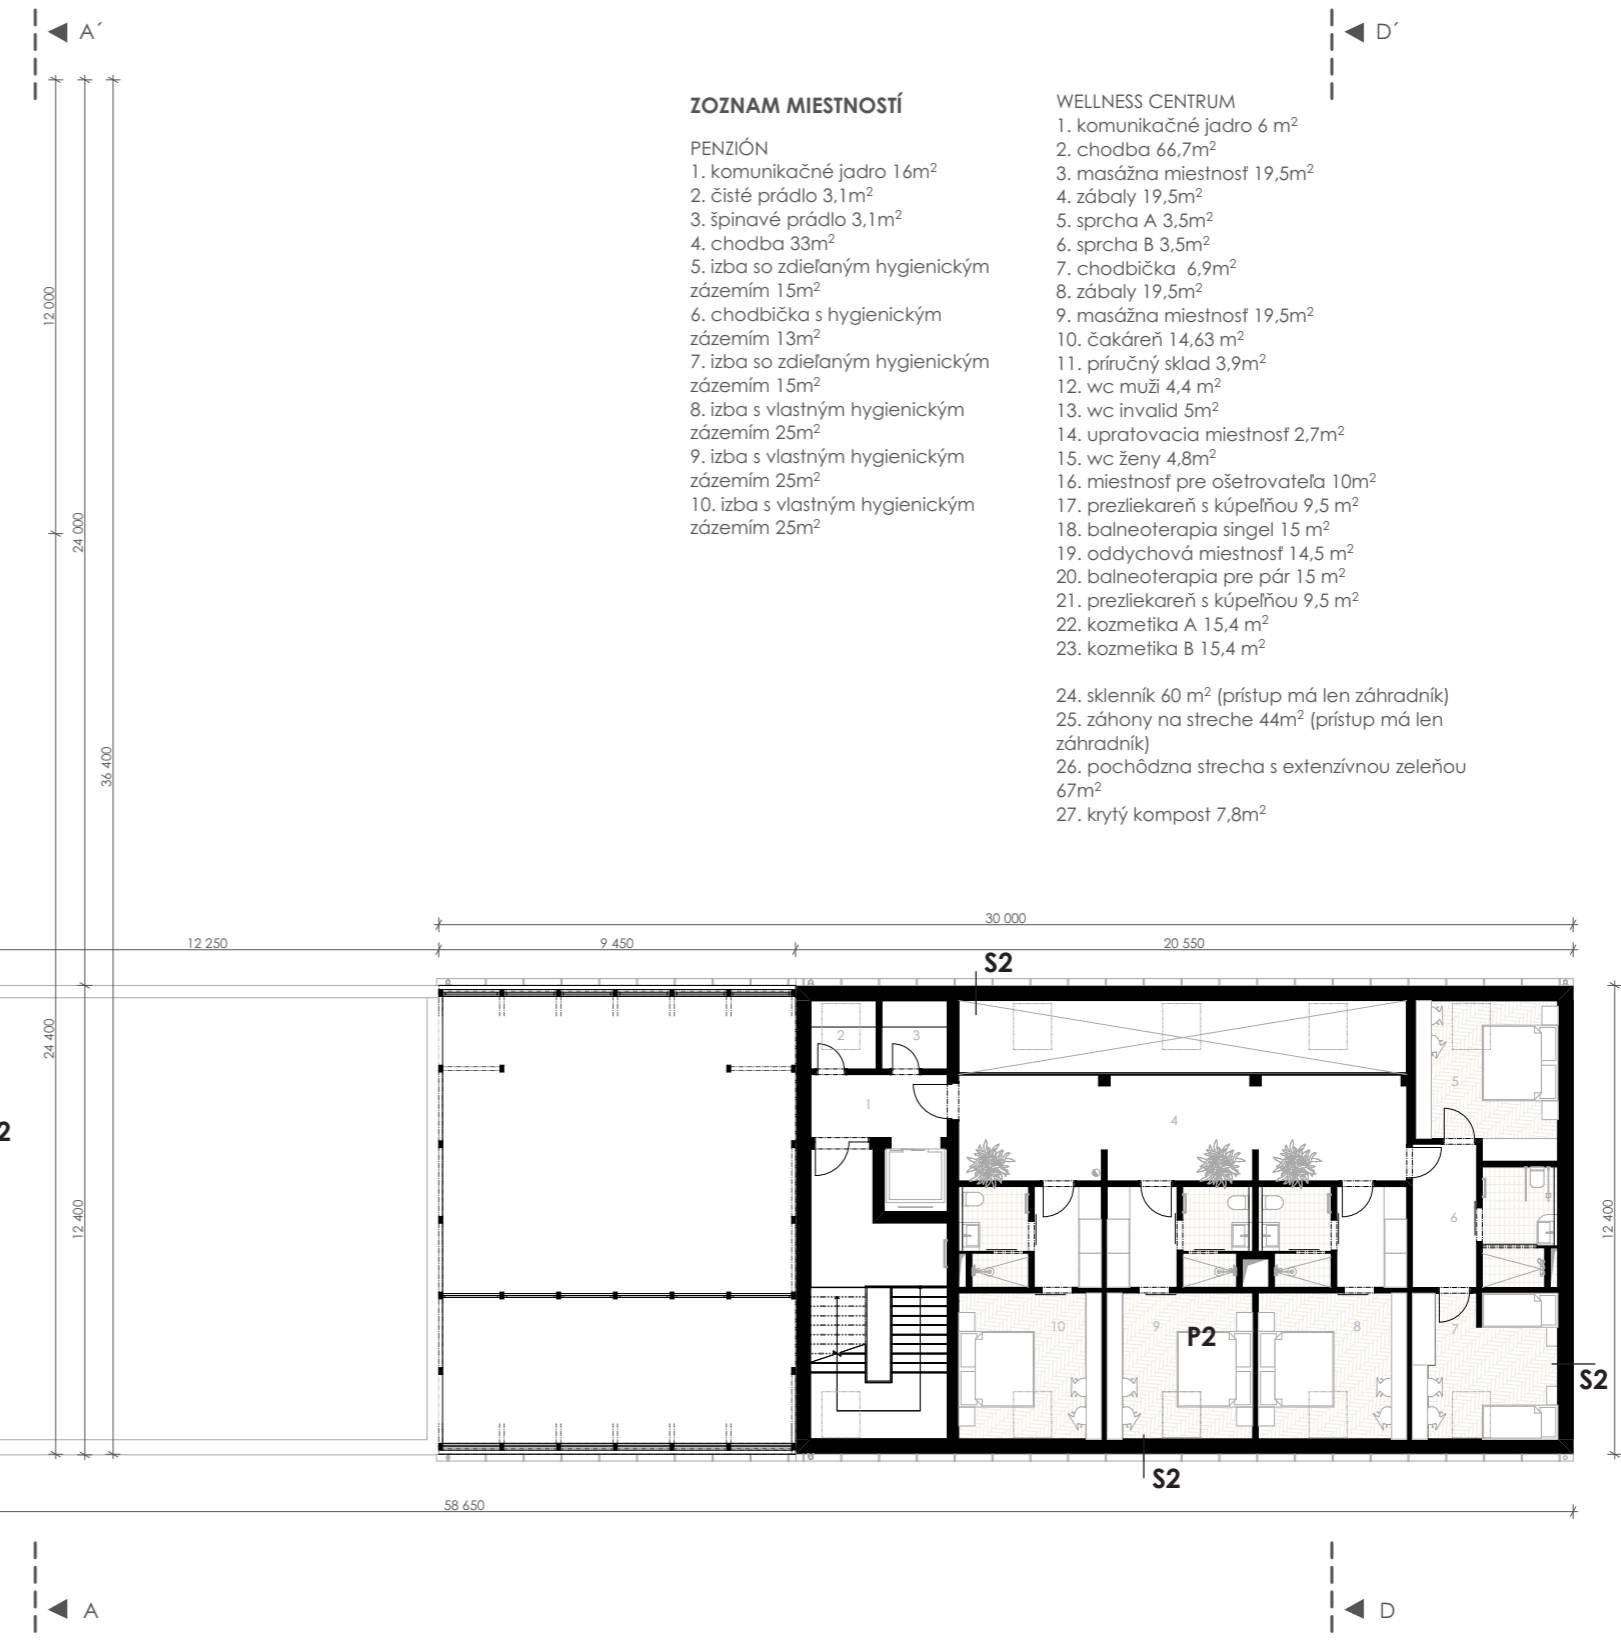 A´
D´
ZOZNAM MIESTNOSTÍ
PENZIÓN
1. komunikačné jadro 16m²
2. čisté prádlo 3,1m²
3. špinavé prádlo 3,1m²
4. chodba 33m²
5. izba so zdieľaným hygienickým
zázemím 15m²
6. chodbička s hygienickým
zázemím 13m²
7. izba so zdieľaným hygienickým
zázemím 15m²
8. izba s vlastným hygienickým
zázemím 25m²
9. izba s vlastným hygienickým
zázemím 25m²
10. izba s vlastným hygienickým
zázemím 25m²
WELLNESS CENTRUM
1. komunikačné jadro 6 m²
2. chodba 66,7m²
3. masážna miestnosť 19,5m²
4. zábaly 19,5m²
5. sprcha A 3,5m²
6. sprcha B 3,5m²
7. chodbička 6,9m²
8. zábaly 19,5m²
9. masážna miestnosť 19,5m²
10. čakáreň 14,63 m²
11. príručný sklad 3,9m²
12. wc muži 4,4 m²
13. wc invalid 5m²
14. upratovacia miestnosť 2,7m²
15. wc ženy 4,8m²
16. miestnosť pre ošetrovateľa 10m²
17. prezliekareň s kúpeľňou 9,5 m²
18. balneoterapia singel 15 m²
19. oddychová miestnosť 14,5 m²
20. balneoterapia pre pár 15 m²
21. prezliekareň s kúpeľňou 9,5 m²
22. kozmetika A 15,4 m²
23. kozmetika B 15,4 m²
24. sklenník 60 m² (prístup má len záhradník)
25. záhony na streche 44m² (prístup má len
záhradník)
26. pochôdzna strecha s extenzívnou zeleňou
67m²
27. krytý kompost 7,8m²
12 000
24 000
36 400
24 400
12 400
30 000
12 250
9 450
20 550
S2
2
3
5
1
4
2
6
12 400
10
9
P2
8
7
S2
S2
58 650
A
D